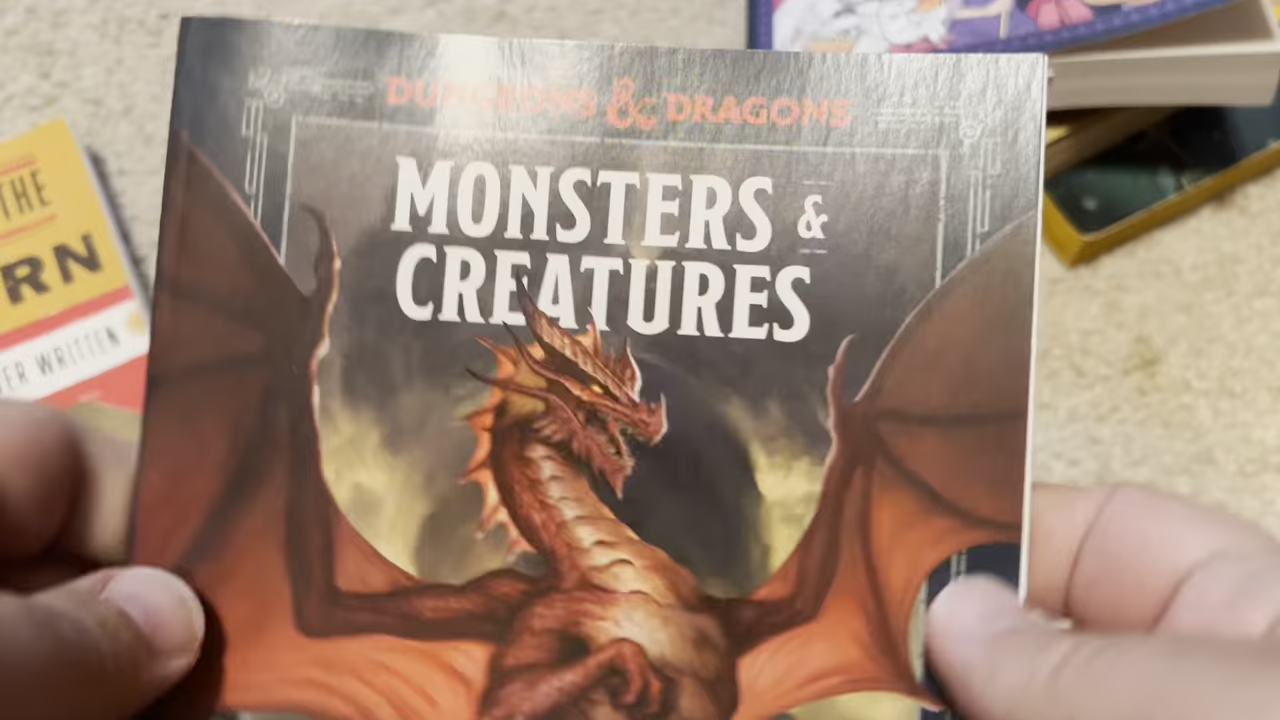 DUNGEONS & DRAGONS
MONSTERS &
CREATURES
THE
RN
ER WRITTEN